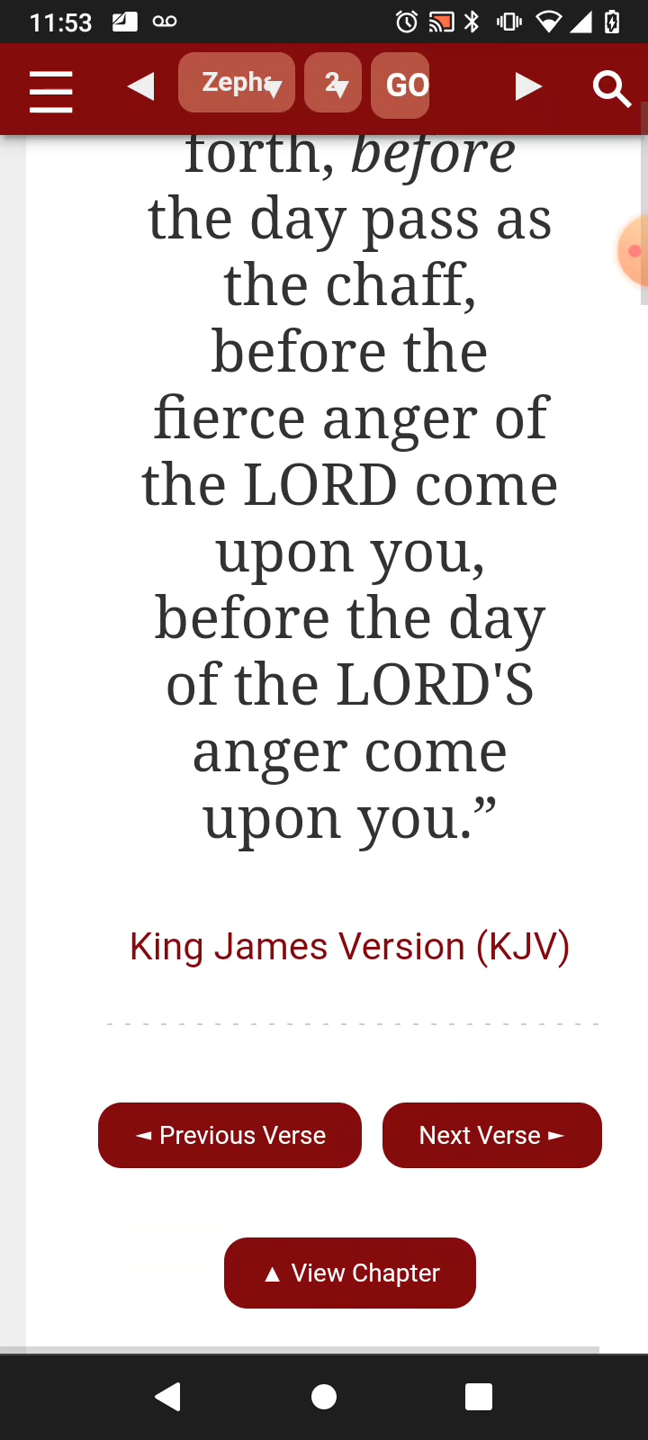 11:53
Zepha 2 GO
forth, before
the day pass as
the chaff,
before the
fierce anger of
the LORD come
upon you,
before the day
of the LORD'S
anger come
upon you.”
King James Version (KJV)
◄ Previous Verse Next Verse ►
▲ View Chapter